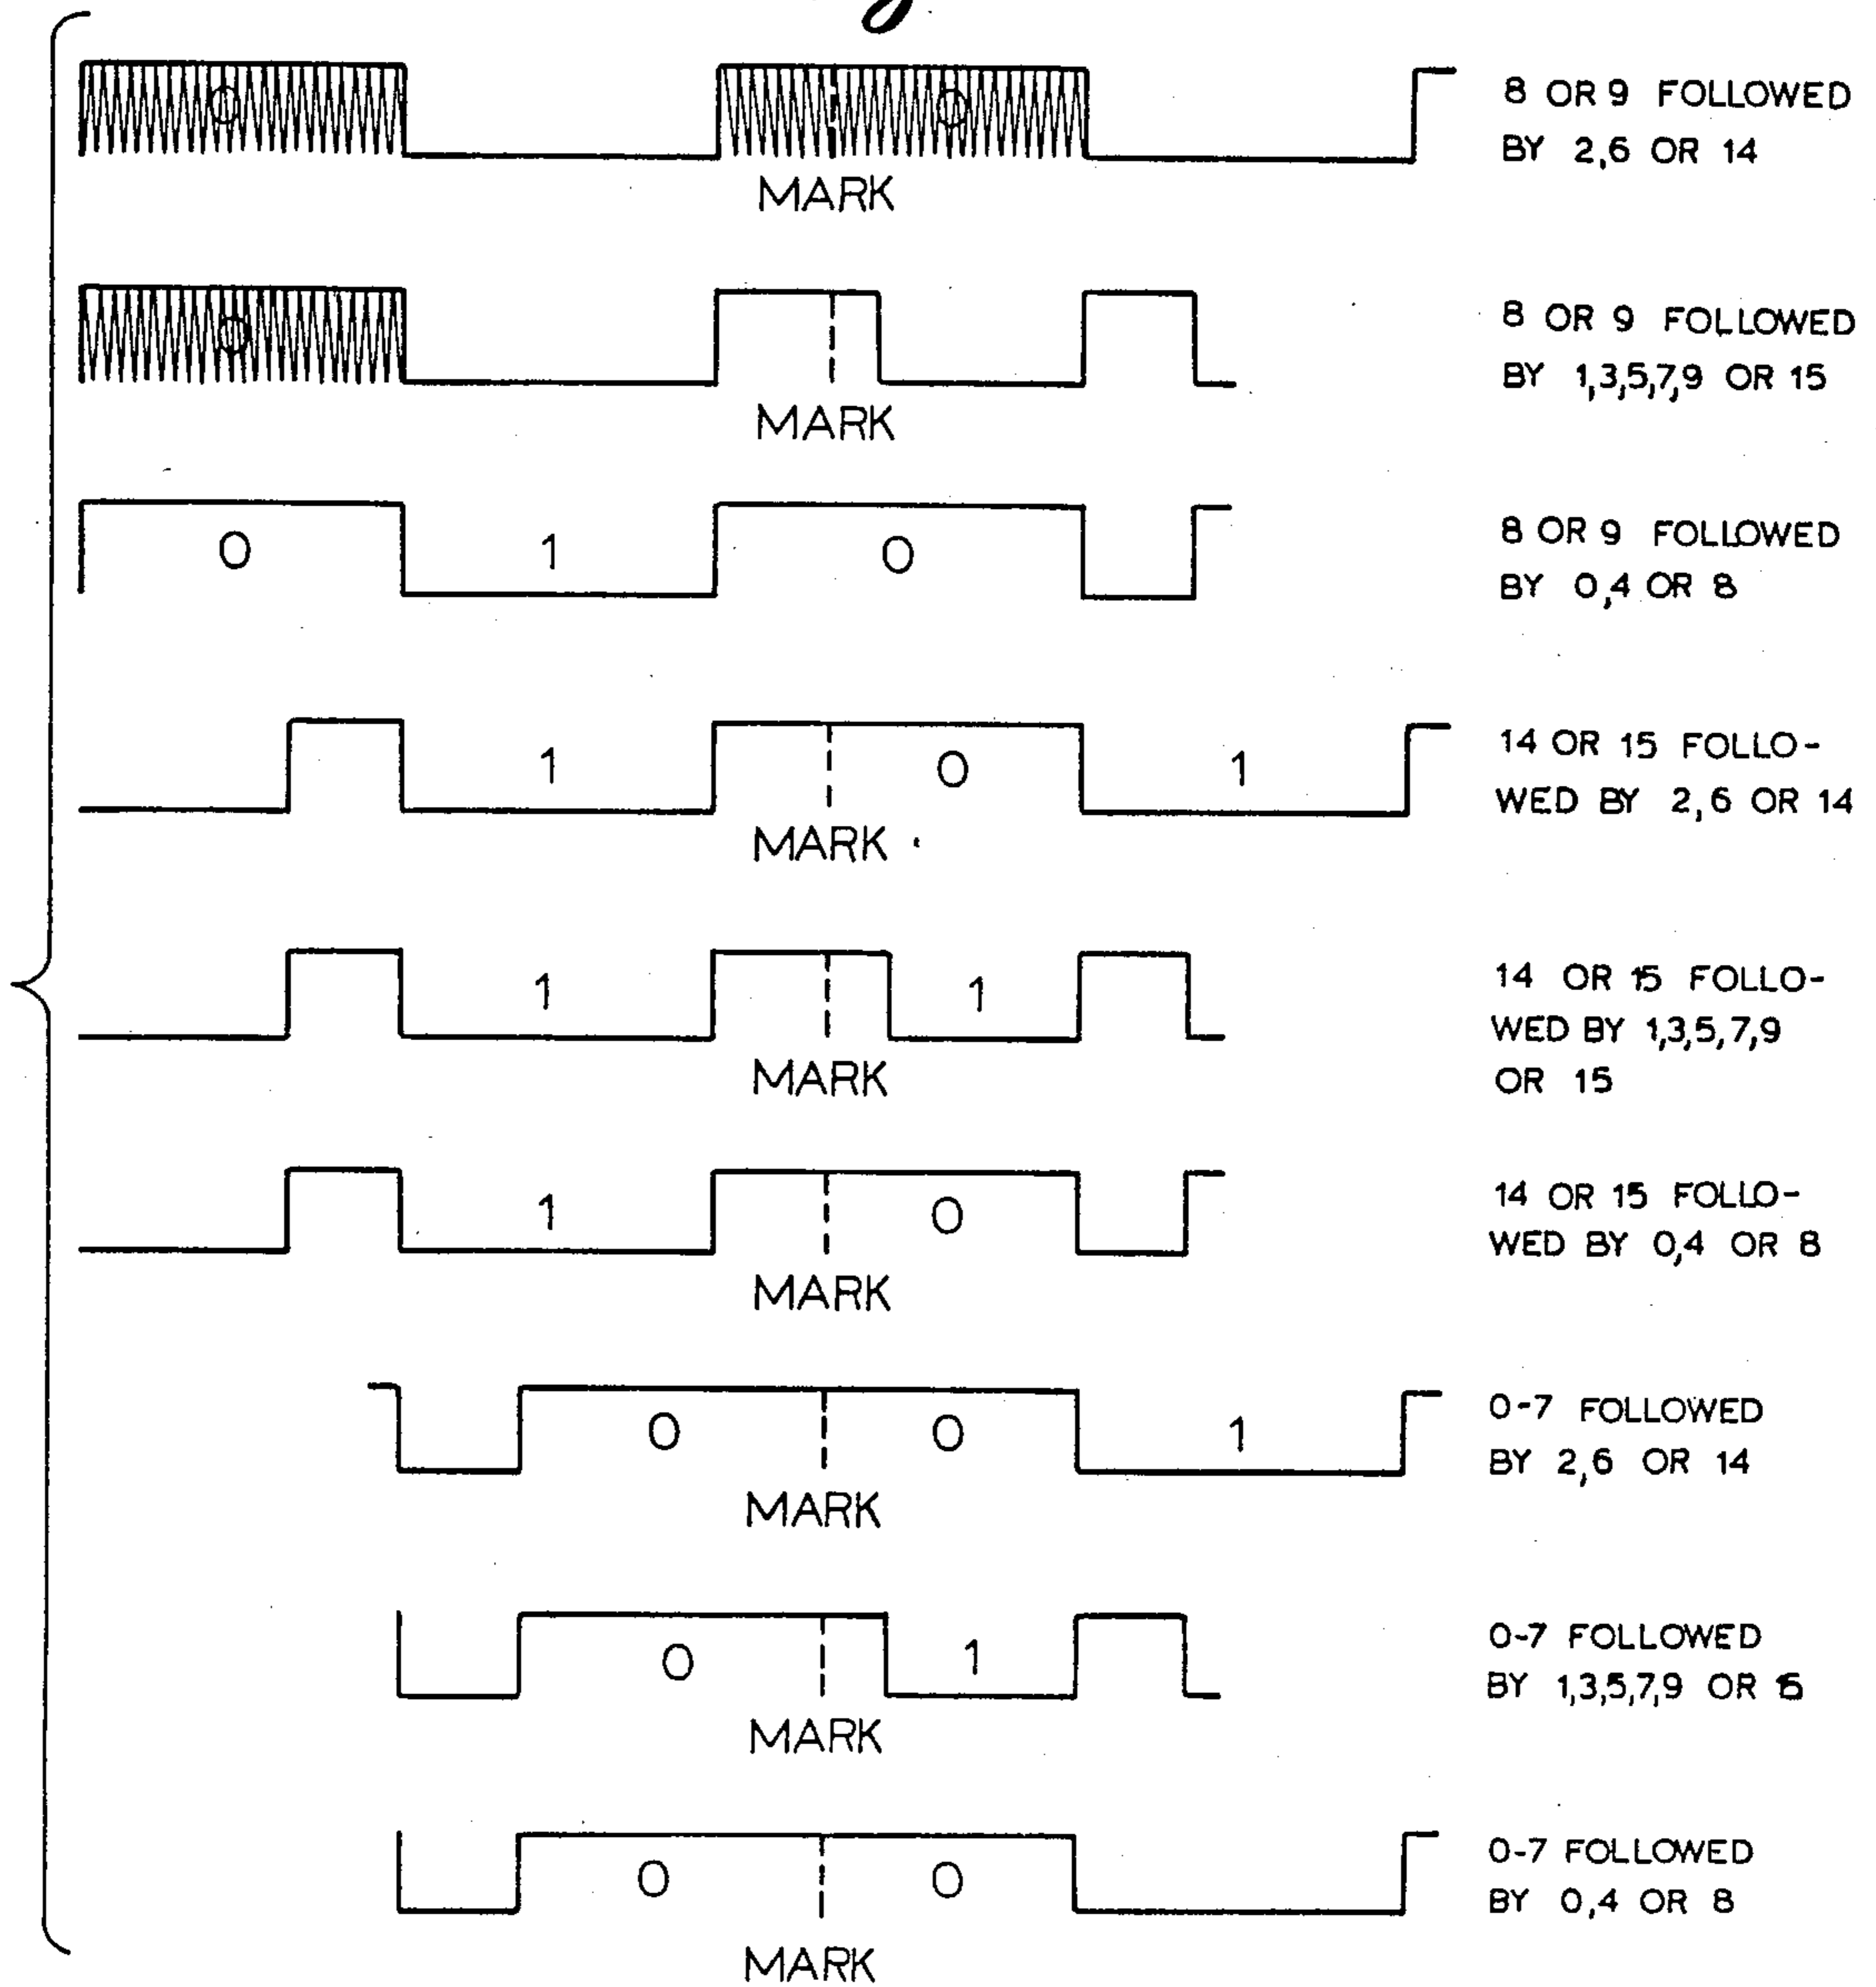 0 0 8 OR 9 FOLLOWED
BY 2,6 OR 14
MARK
0 8 OR 9 FOLLOWED
BY 1,3,5,7,9 OR 15
MARK
0 1 0 8 OR 9 FOLLOWED
BY 0,4 OR 8
1 0 1 14 OR 15 FOLLO-
WED BY 2,6 OR 14
MARK
1 1 14 OR 15 FOLLO-
WED BY 1,3,5,7,9
MARK
OR 15
1 0 14 OR 15 FOLLO-
WED BY 0,4 OR 8
MARK
0 0 1 0-7 FOLLOWED
BY 2,6 OR 14
MARK
0 1 0-7 FOLLOWED
BY 1,3,5,7,9 OR 15
MARK
0 0 0-7 FOLLOWED
BY 0,4 OR 8
MARK